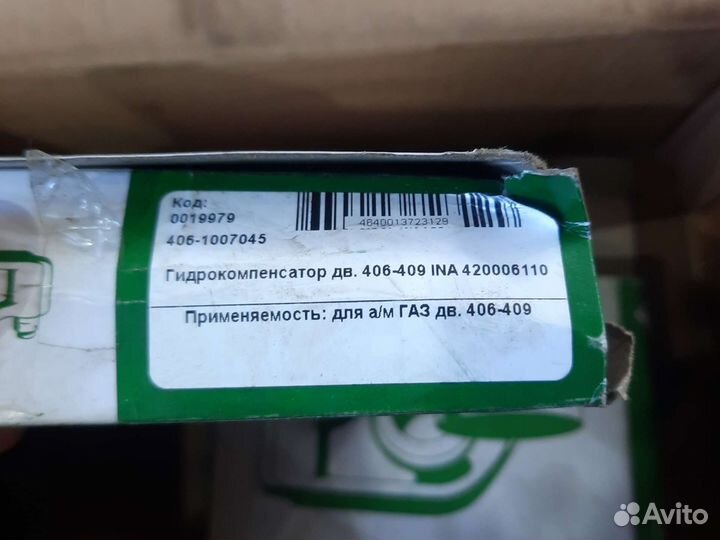 Код:
0019979
4640013723129
406-1007045
Гидрокомпенсатор дв. 406-409 INA 420006110
Применяемость: для а/м ГАЗ дв. 406-409
Avito